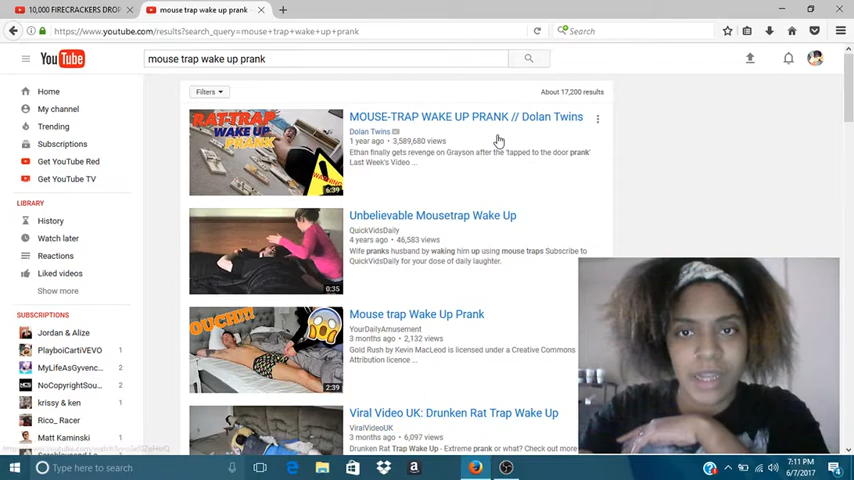 10,000 FIRECRACKERS DROP
mouse trap wake up prank
https://www.youtube.com/results?search_query=mouse+trap+wake+up+prank
Search
YouTube
mouse trap wake up prank
Home
My channel
Trending
Subscriptions
Get YouTube Red
Get YouTube TV
LIBRARY
History
Watch later
Reactions
Liked videos
Show more
SUBSCRIPTIONS
Jordan & Alize
PlayboiCartiVEVO 1
MyLifeAsGyvenc... 2
NoCopyrightSou... 2
krissy & ken 1
Rico_ Racer
Matt Kaminski
Filters
About 17,200 results
RAT-TRAP
WAKE UP
PRANK
WARNING
6:39
MOUSE-TRAP WAKE UP PRANK // Dolan Twins
Dolan Twins
1 year ago • 3,589,680 views
Ethan finally gets revenge on Grayson after the 'tapped to the door prank'
Last Week's Video ...
0:35
Unbelievable Mousetrap Wake Up
QuickVidsDaily
4 years ago • 46,583 views
Wife pranks husband by waking him up using mouse traps Subscribe to
QuickVidsDaily for your dose of daily laughter.
OUCH!!!
2:39
Mouse trap Wake Up Prank
YourDailyAmusement
3 months ago • 2,132 views
Gold Rush by Kevin MacLeod is licensed under a Creative Commons
Attribution licence ...
Viral Video UK: Drunken Rat Trap Wake Up
ViralVideoUK
3 months ago • 6,097 views
Drunken Rat Trap Wake Up - Extreme prank or what? Check out more
Type here to search
7:11 PM
6/7/2017